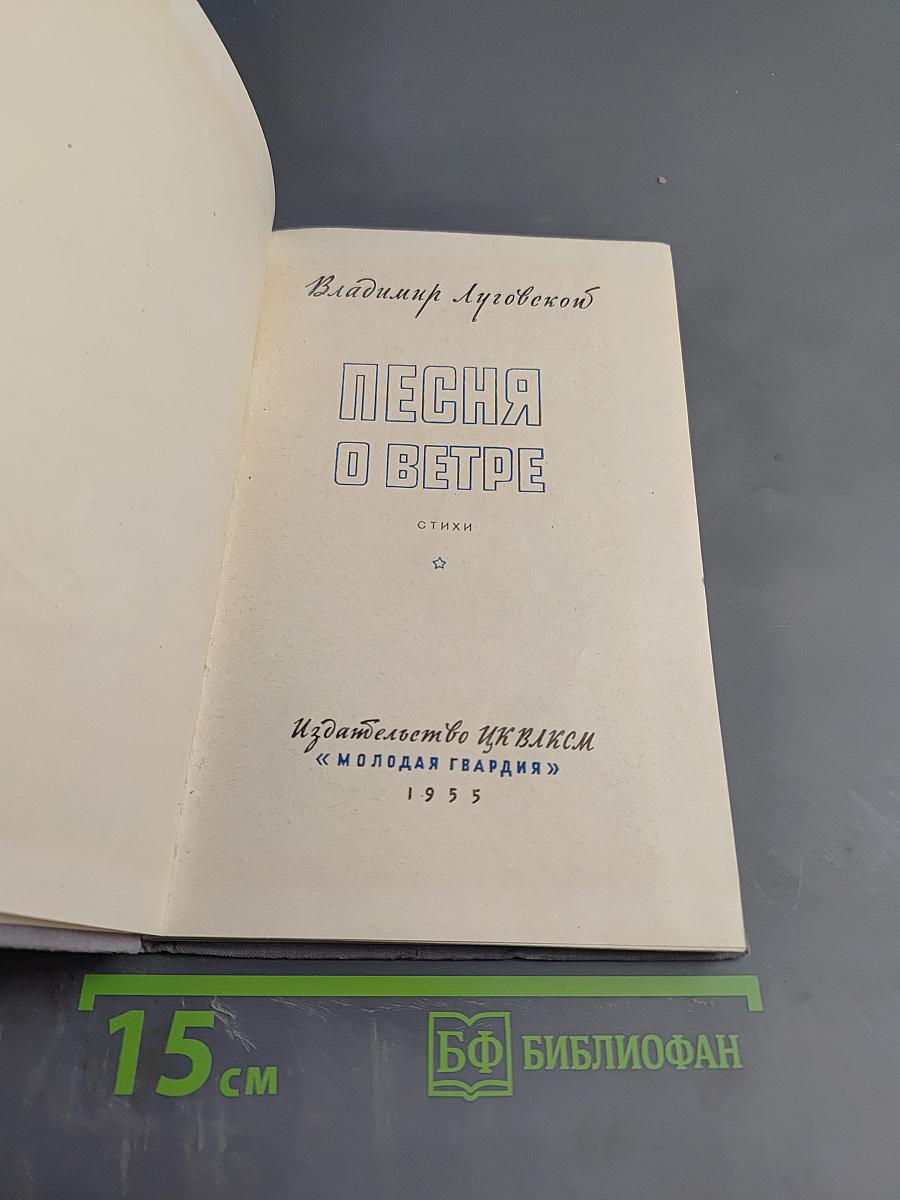 Владимир Луговской
ПЕСНЯ
О ВЕТРЕ
СТИХИ
Издательство ЦК ВЛКСМ
«МОЛОДАЯ ГВАРДИЯ»
1955
15 см
БФ БИБЛИОФАН